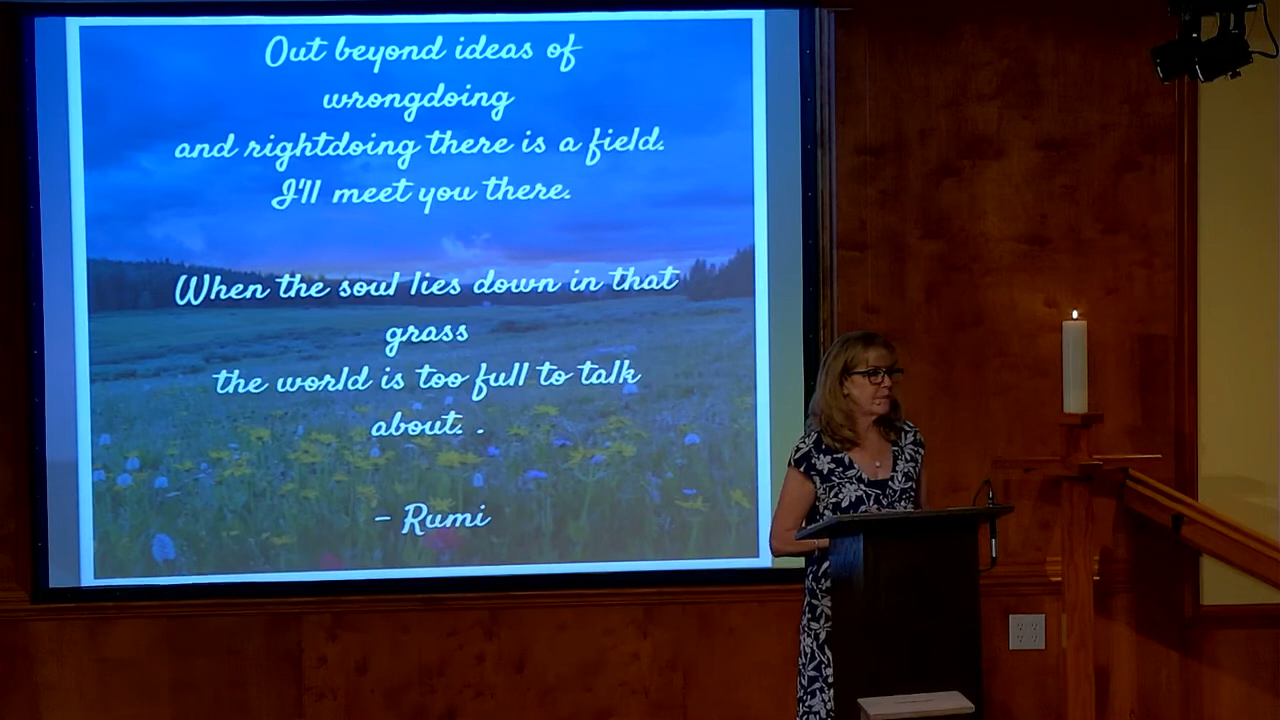 Out beyond ideas of
wrongdoing
and rightdoing there is a field.
I'll meet you there.
When the soul lies down in that
grass
the world is too full to talk
about. .
- Rumi